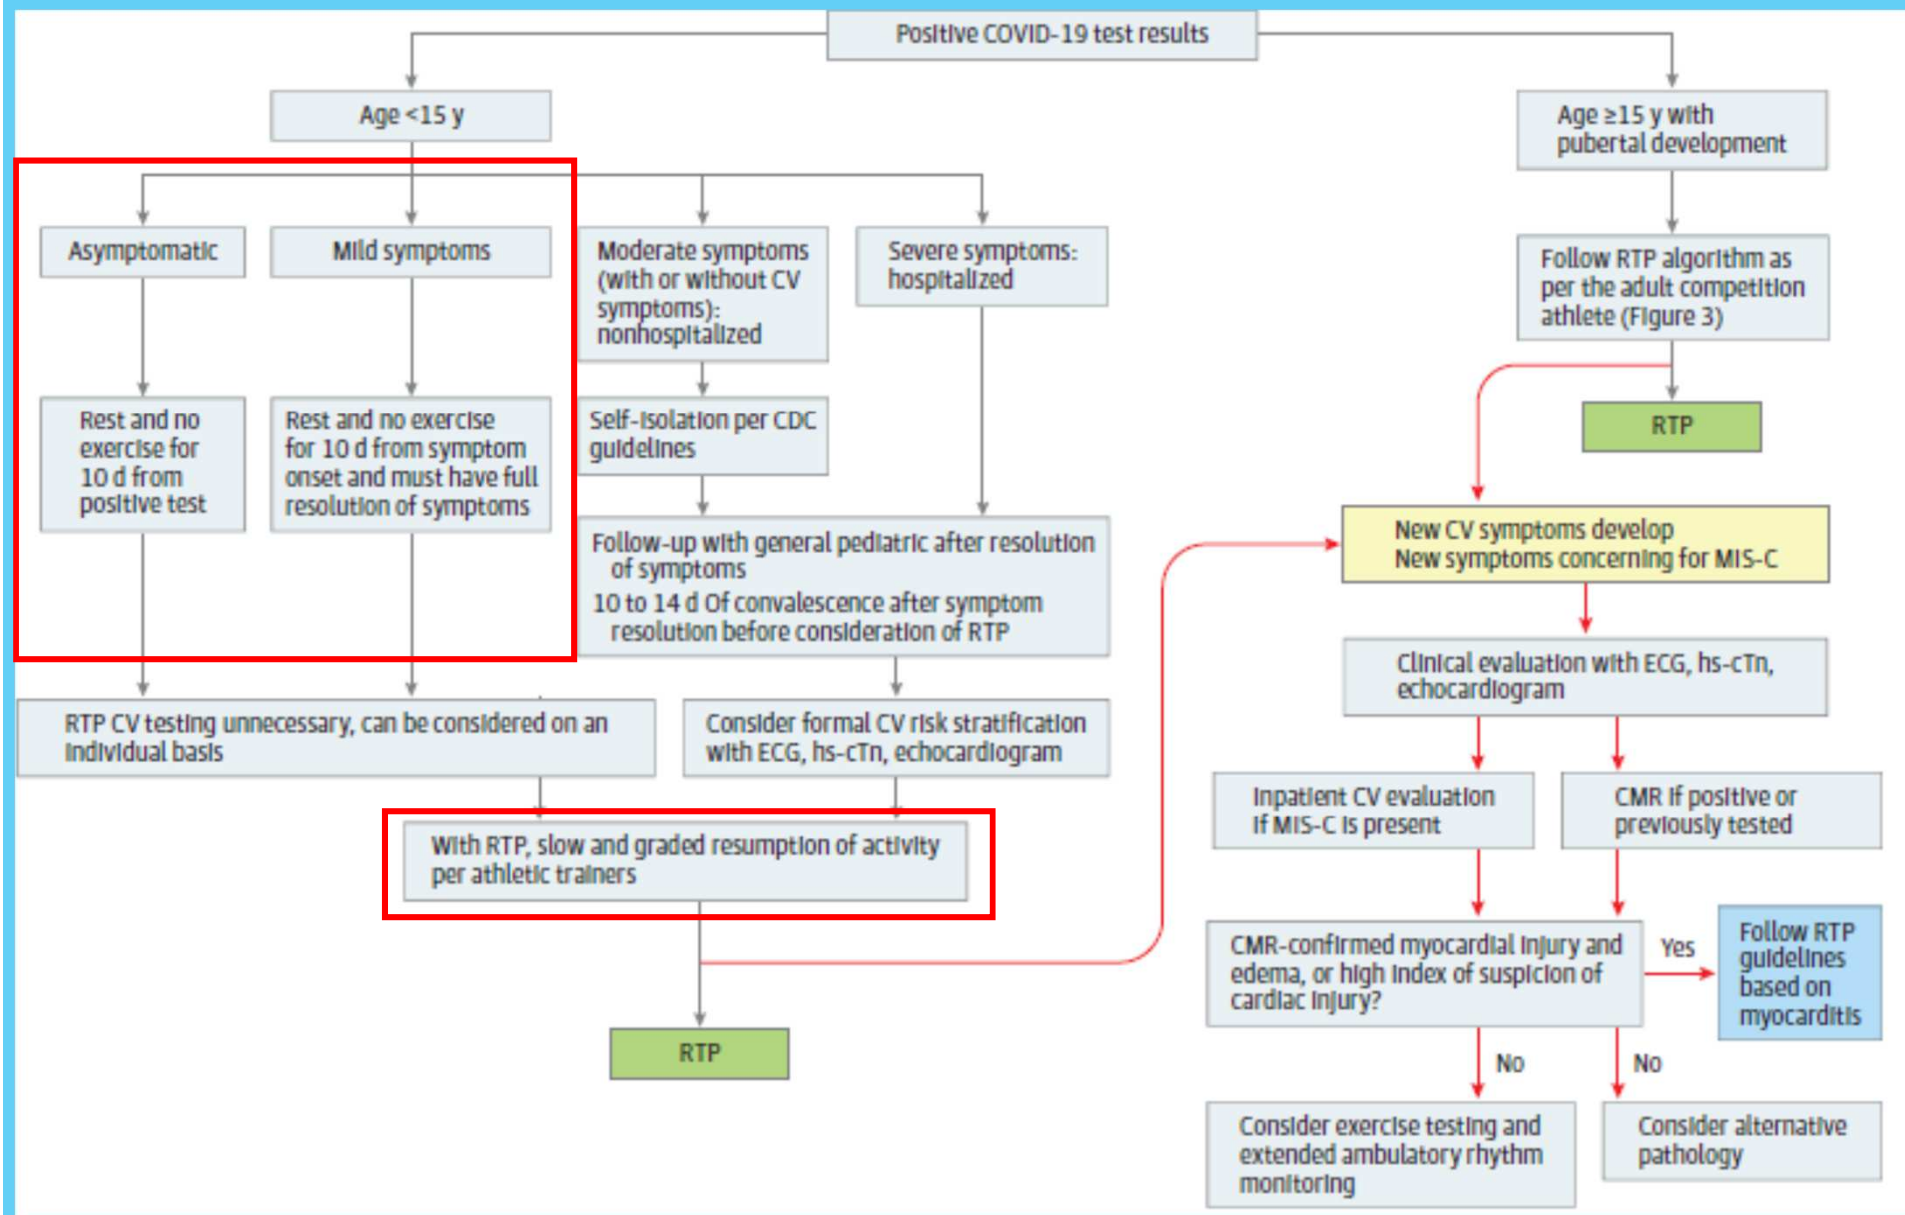 Positive COVID-19 test results
Age <15 y
Age ≥15 y with
pubertal development
Asymptomatic
Mild symptoms
Moderate symptoms
(with or without CV
symptoms):
nonhospitalized
Severe symptoms:
hospitalized
Follow RTP algorithm as
per the adult competition
athlete (Figure 3)
Rest and no
exercise for
10 d from
positive test
Rest and no exercise
for 10 d from symptom
onset and must have full
resolution of symptoms
Self-isolation per CDC
guidelines
RTP
Follow-up with general pediatric after resolution
of symptoms
10 to 14 d Of convalescence after symptom
resolution before consideration of RTP
New CV symptoms develop
New symptoms concerning for MIS-C
RTP CV testing unnecessary, can be considered on an
individual basis
Consider formal CV risk stratification
with ECG, hs-cTn, echocardiogram
Clinical evaluation with ECG, hs-cTn,
echocardiogram
With RTP, slow and graded resumption of activity
per athletic trainers
Inpatient CV evaluation
if MIS-C is present
CMR if positive or
previously tested
CMR-confirmed myocardial injury and
edema, or high index of suspicion of
cardiac injury?
Yes
Follow RTP
guidelines
based on
myocarditis
RTP
No
No
Consider exercise testing and
extended ambulatory rhythm
monitoring
Consider alternative
pathology